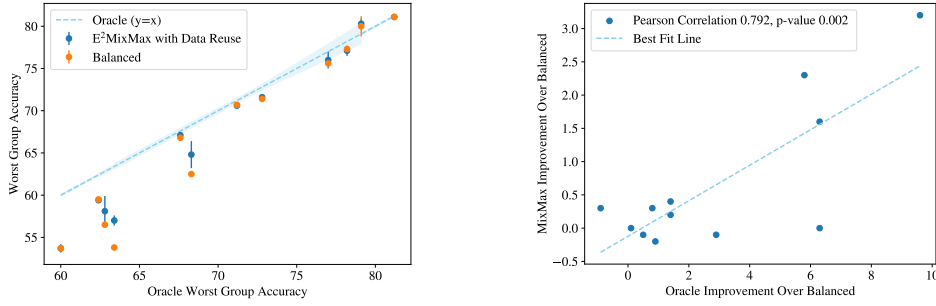 Oracle (y=x)
E²MixMax with Data Reuse
Balanced
Worst Group Accuracy
80
75
70
65
60
55
60
65
70
75
80
Oracle Worst Group Accuracy
Pearson Correlation 0.792, p-value 0.002
Best Fit Line
MixMax Improvement Over Balanced
3.0
2.5
2.0
1.5
1.0
0.5
0.0
−0.5
0
2
4
6
8
10
Oracle Improvement Over Balanced